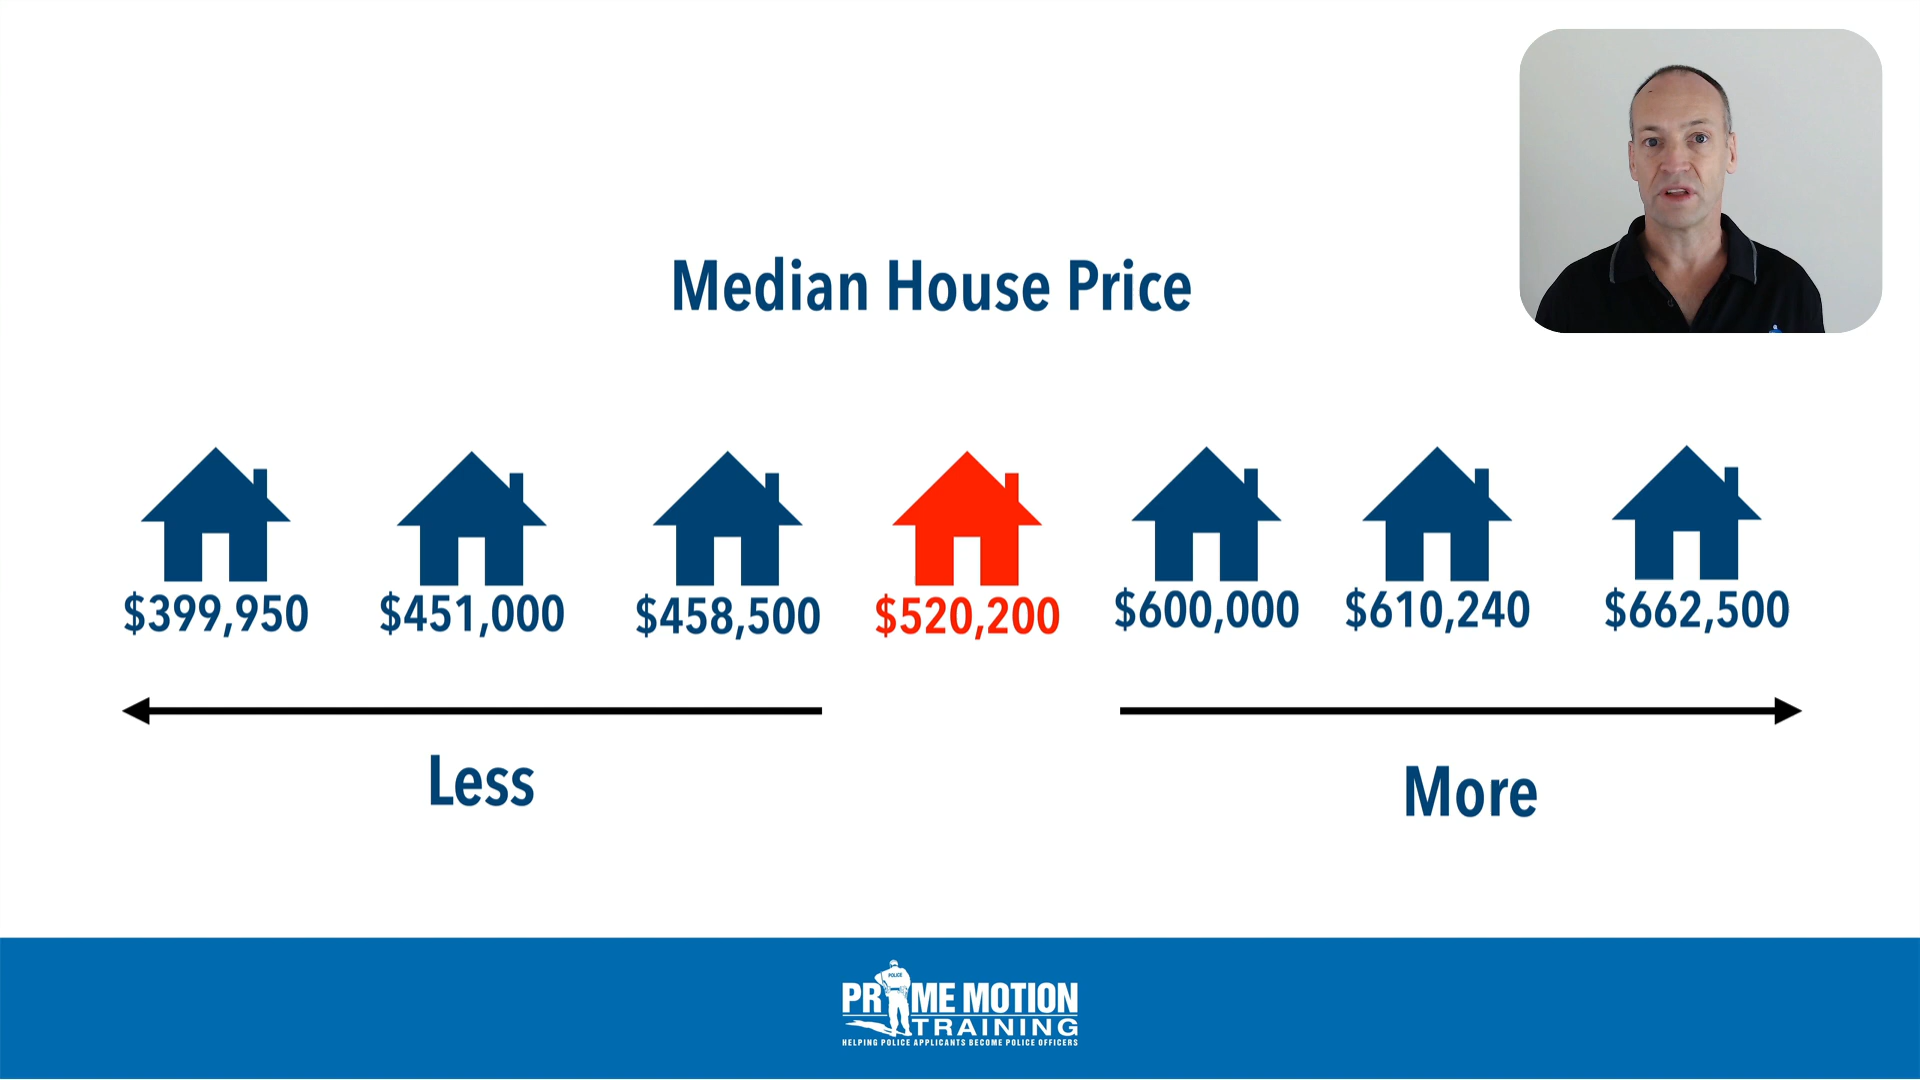 Median House Price
$399,950 $451,000 $458,500 $520,200 $600,000 $610,240 $662,500
Less More
POLICE
PRIME MOTION
TRAINING
HELPING POLICE APPLICANTS BECOME POLICE OFFICERS